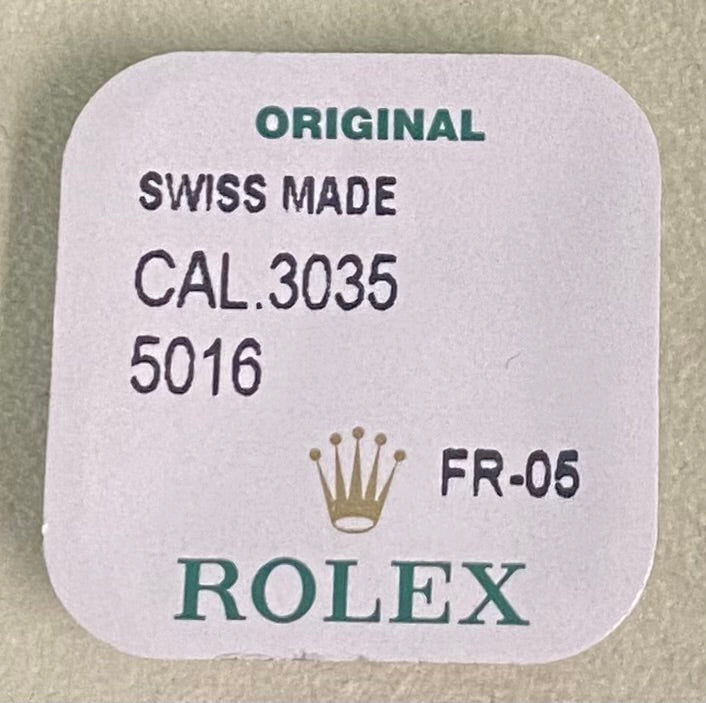 ORIGINAL
SWISS MADE
CAL.3035
5016
FR-05
ROLEX